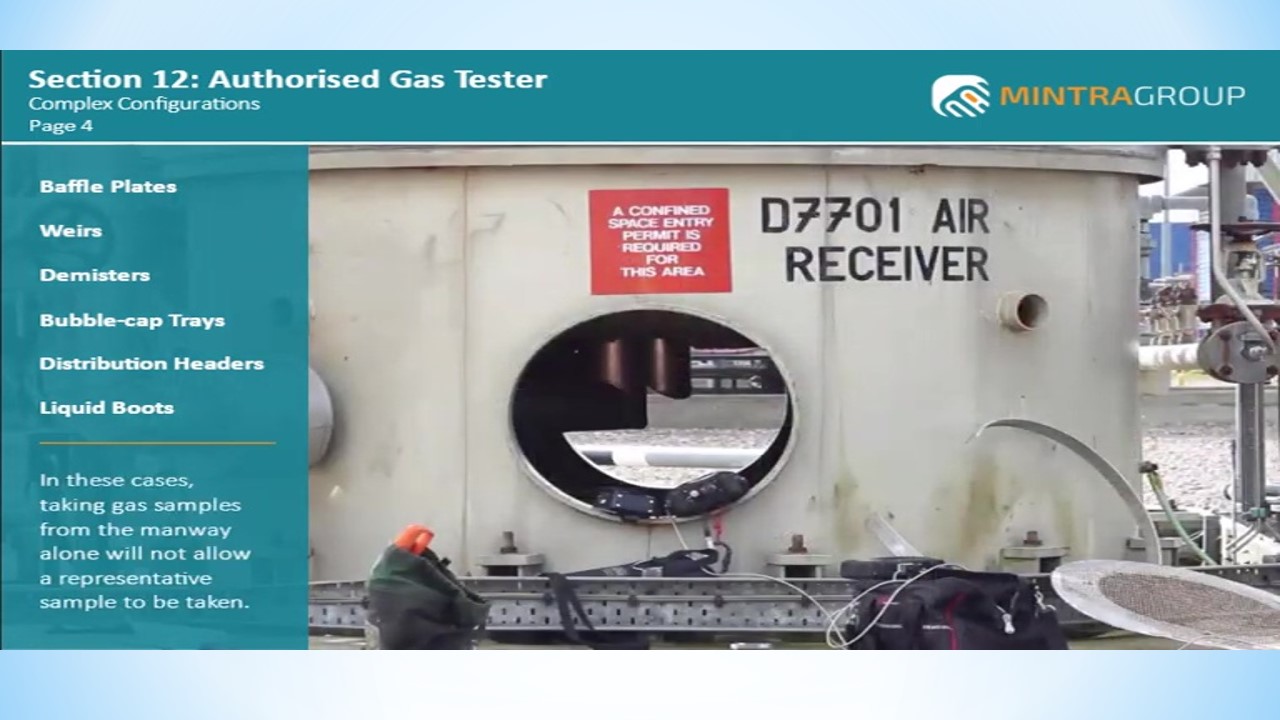 Section 12: Authorised Gas Tester
Complex Configurations
Page 4
MINTRAGROUP
Baffle Plates
Weirs
Demisters
Bubble-cap Trays
Distribution Headers
Liquid Boots
In these cases,
taking gas samples
from the manway
alone will not allow
a representative
sample to be taken.
A CONFINED
SPACE ENTRY
PERMIT IS
REQUIRED
FOR
THIS AREA
D7701 AIR
RECEIVER